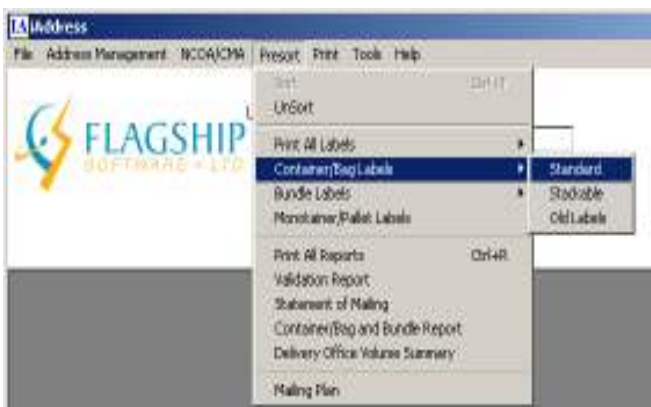 iAddress
File Address Management NCOA/CMA Presort Print Tools Help
Sort Ctrl+T
UnSort
FLAGSHIP
SOFTWARE LTD
Print All Labels
Container/Bag Labels Standard
Bundle Labels Stackable
Monotainer/Pallet Labels Old Labels
Print All Reports Ctrl+R
Validation Report
Statement of Mailing
Container/Bag and Bundle Report
Delivery Office Volume Summary
Mailing Plan